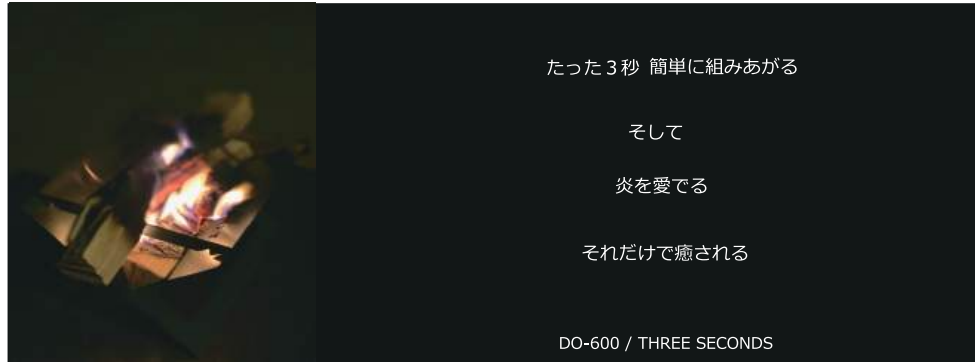 たった３秒 簡単に組みあがる
そして
炎を愛でる
それだけで癒される
DO-600 / THREE SECONDS